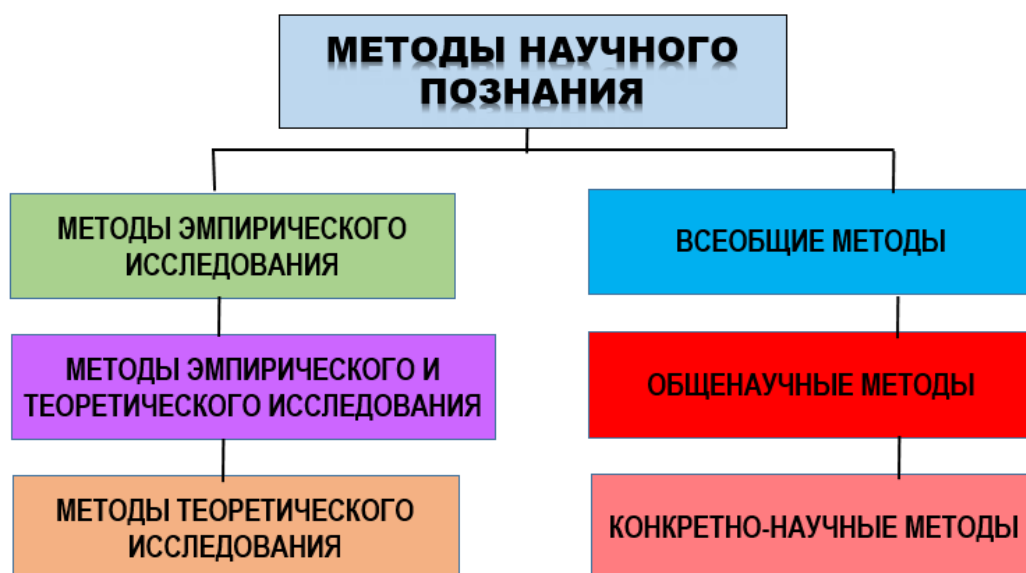 МЕТОДЫ НАУЧНОГО
ПОЗНАНИЯ
МЕТОДЫ ЭМПИРИЧЕСКОГО
ИССЛЕДОВАНИЯ
МЕТОДЫ ЭМПИРИЧЕСКОГО И
ТЕОРЕТИЧЕСКОГО ИССЛЕДОВАНИЯ
МЕТОДЫ ТЕОРЕТИЧЕСКОГО
ИССЛЕДОВАНИЯ
ВСЕОБЩИЕ МЕТОДЫ
ОБЩЕНАУЧНЫЕ МЕТОДЫ
КОНКРЕТНО-НАУЧНЫЕ МЕТОДЫ